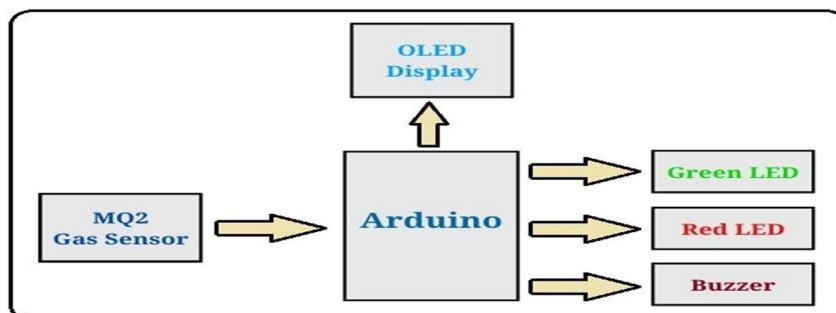 OLED
Display
MQ2
Gas Sensor
Arduino
Green LED
Red LED
Buzzer